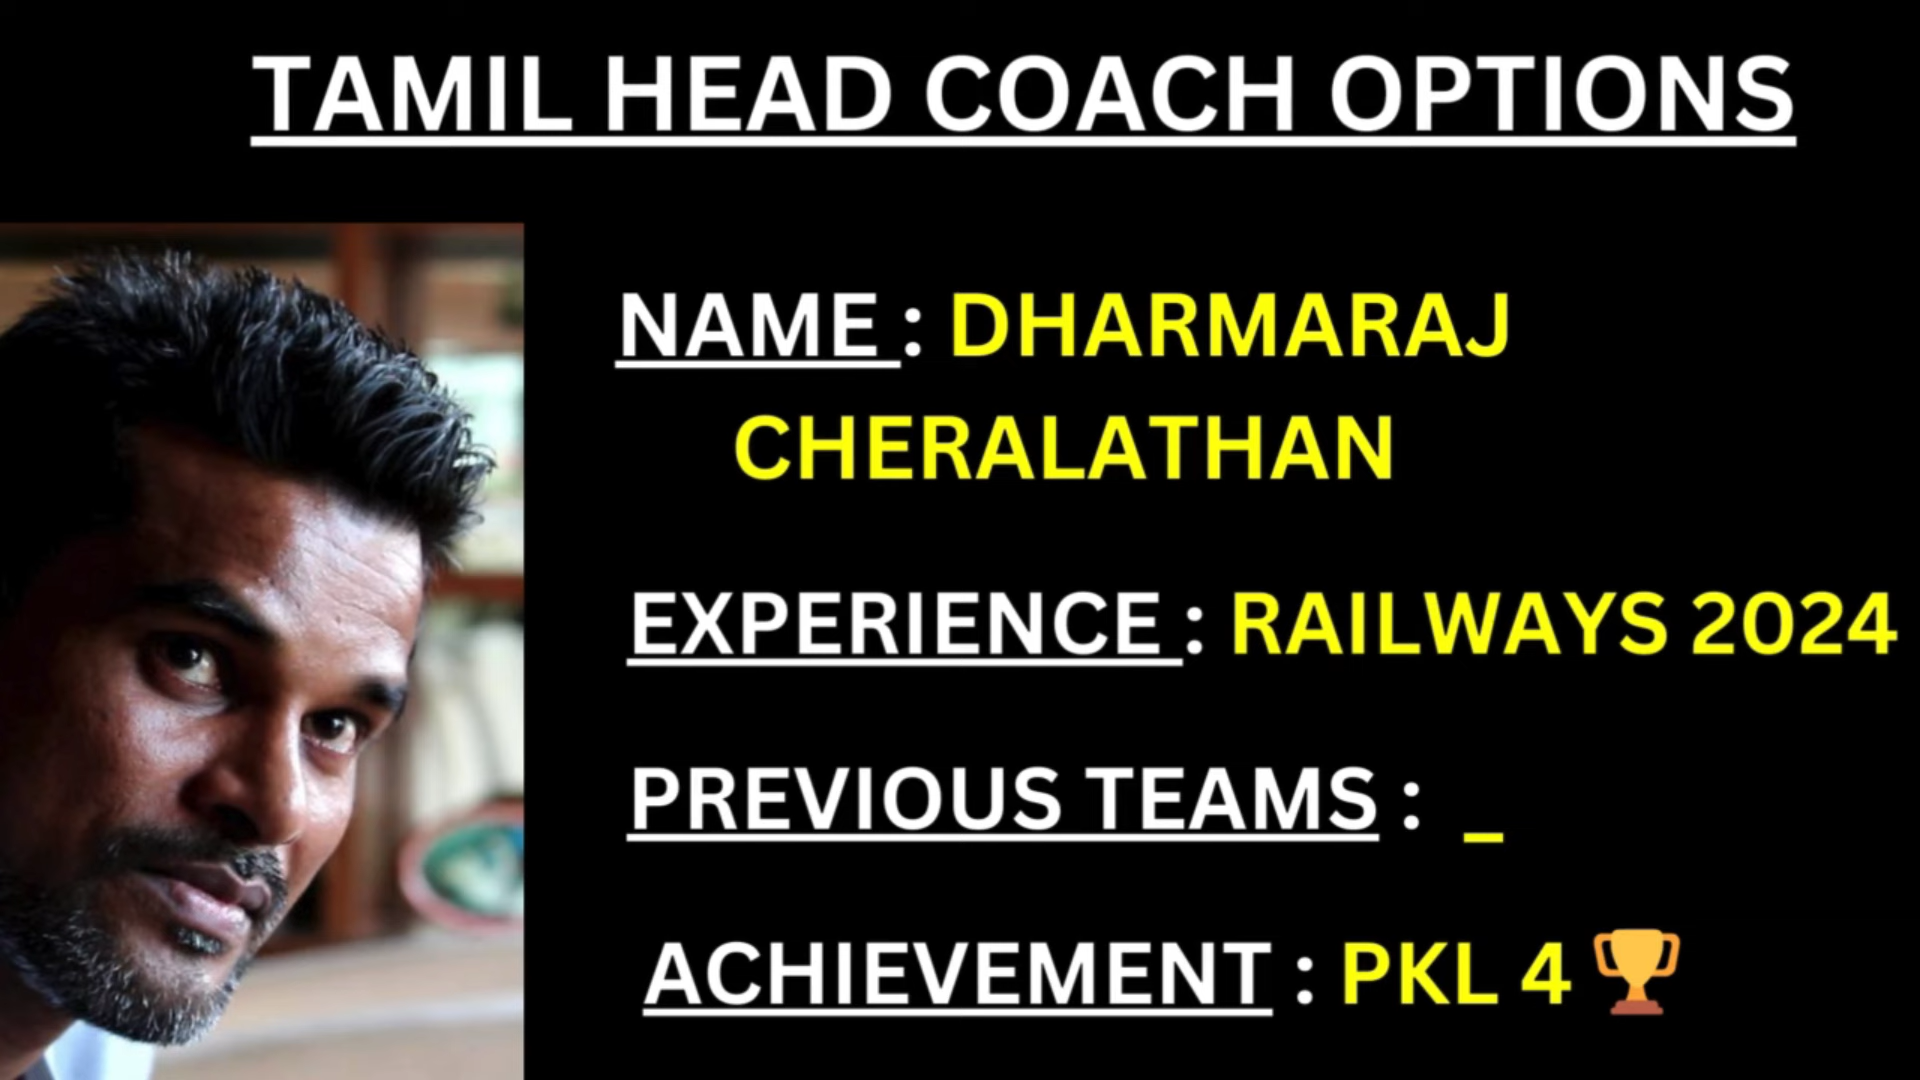 TAMIL HEAD COACH OPTIONS
NAME : DHARMARAJ
CHERALATHAN
EXPERIENCE : RAILWAYS 2024
PREVIOUS TEAMS : _
ACHIEVEMENT : PKL 4 🏆